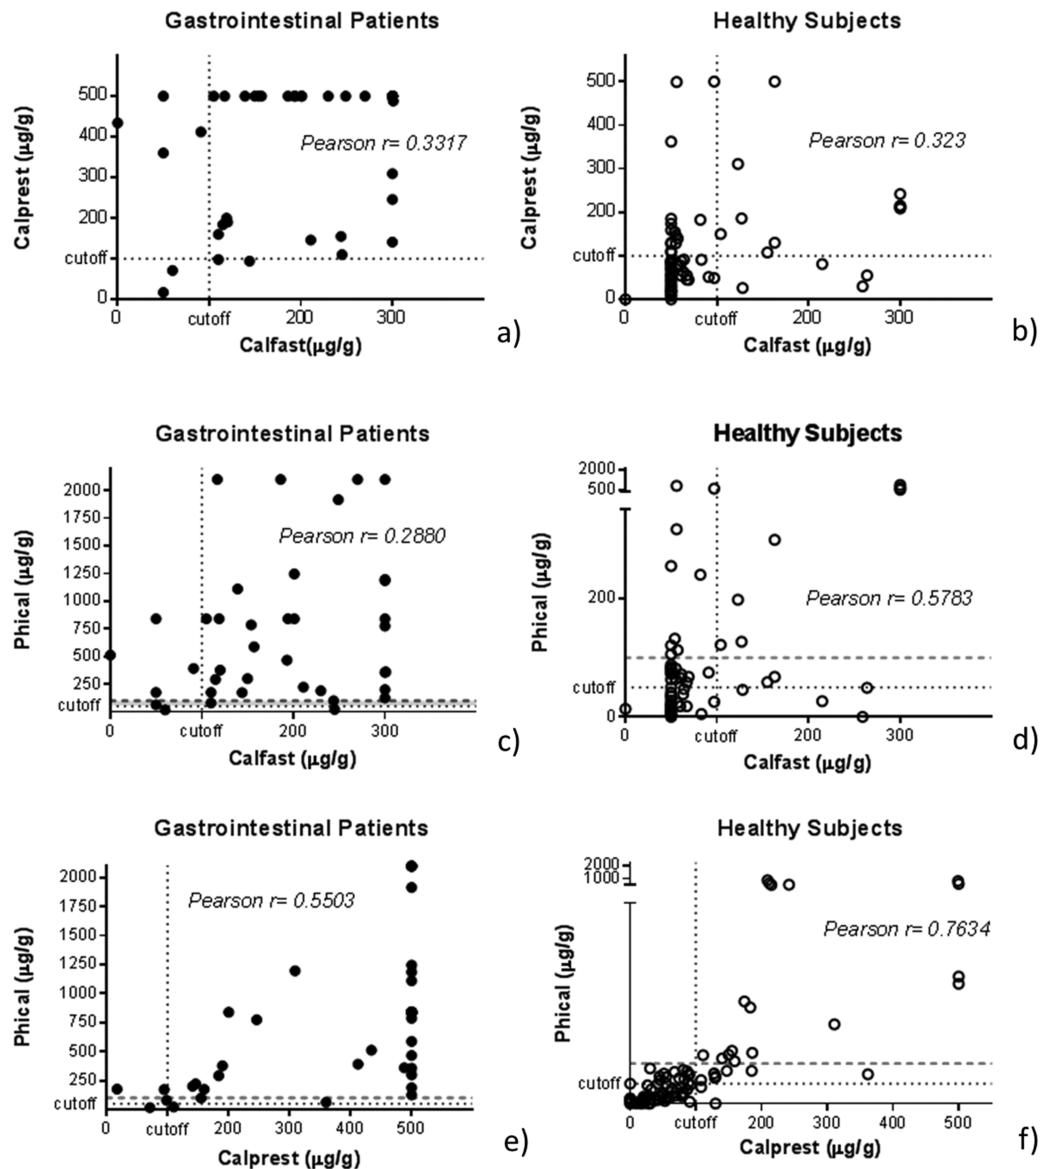 Gastrointestinal Patients
Calprest (µg/g)
500
400
300
200
cutoff
0
Pearson r= 0.3317
0
cutoff
200
300
Calfast(µg/g)
a)
Healthy Subjects
Calprest (µg/g)
500
400
300
200
cutoff
0
Pearson r= 0.323
0
cutoff
200
300
Calfast (µg/g)
b)
Gastrointestinal Patients
Phical (µg/g)
2000
1750
1500
1250
1000
750
500
250
cutoff
Pearson r= 0.2880
0
cutoff
200
300
Calfast (µg/g)
c)
Healthy Subjects
Phical (µg/g)
2000
500
200
cutoff
0
Pearson r= 0.5783
0
cutoff
200
300
Calfast (µg/g)
d)
Gastrointestinal Patients
Phical (µg/g)
2000
1750
1500
1250
1000
750
500
250
cutoff
Pearson r= 0.5503
0
cutoff
200
300
400
500
Calprest (µg/g)
e)
Healthy Subjects
Phical (µg/g)
2000
1000
cutoff
Pearson r= 0.7634
0
cutoff
200
300
400
500
Calprest (µg/g)
f)